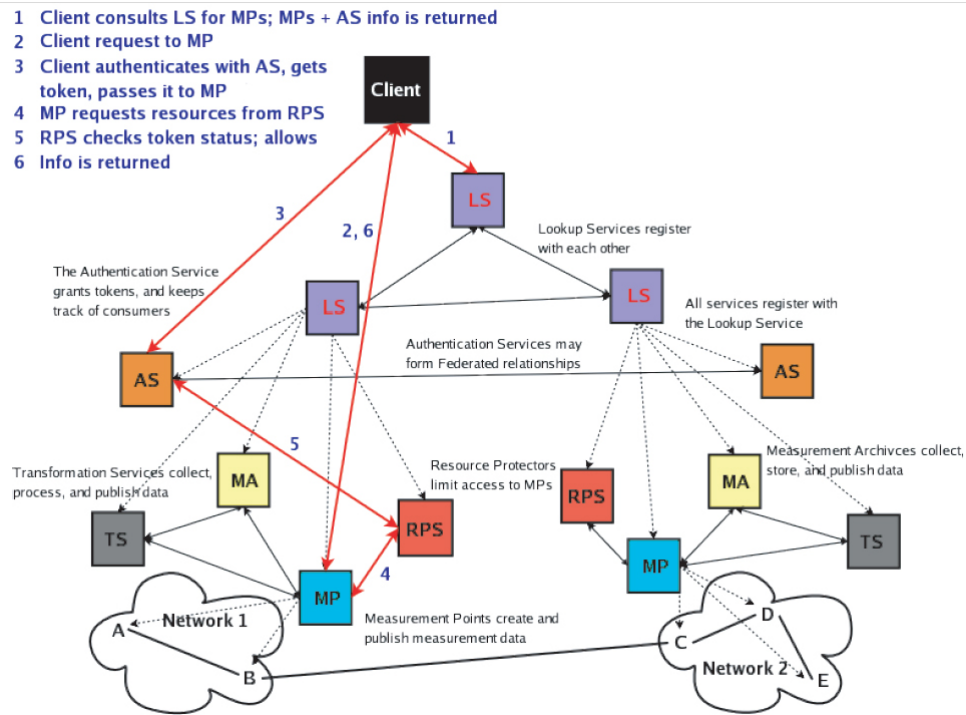 1 Client consults LS for MPs; MPs + AS info is returned
2 Client request to MP
3 Client authenticates with AS, gets
token, passes it to MP
4 MP requests resources from RPS
5 RPS checks token status; allows
6 Info is returned
Client
1
LS
3
2, 6
Lookup Services register
with each other
The Authentication Service
grants tokens, and keeps
track of consumers
LS
LS
All services register with
the Lookup Service
Authentication Services may
form Federated relationships
AS
AS
5
Transformation Services collect,
process, and publish data
MA
Resource Protectors
limit access to MPs
Measurement Archivces collect,
store, and publish data
MA
RPS
RPS
TS
TS
4
MP
MP
Measurement Points create and
publish measurement data
Network 1
A
B
C
D
E
Network 2